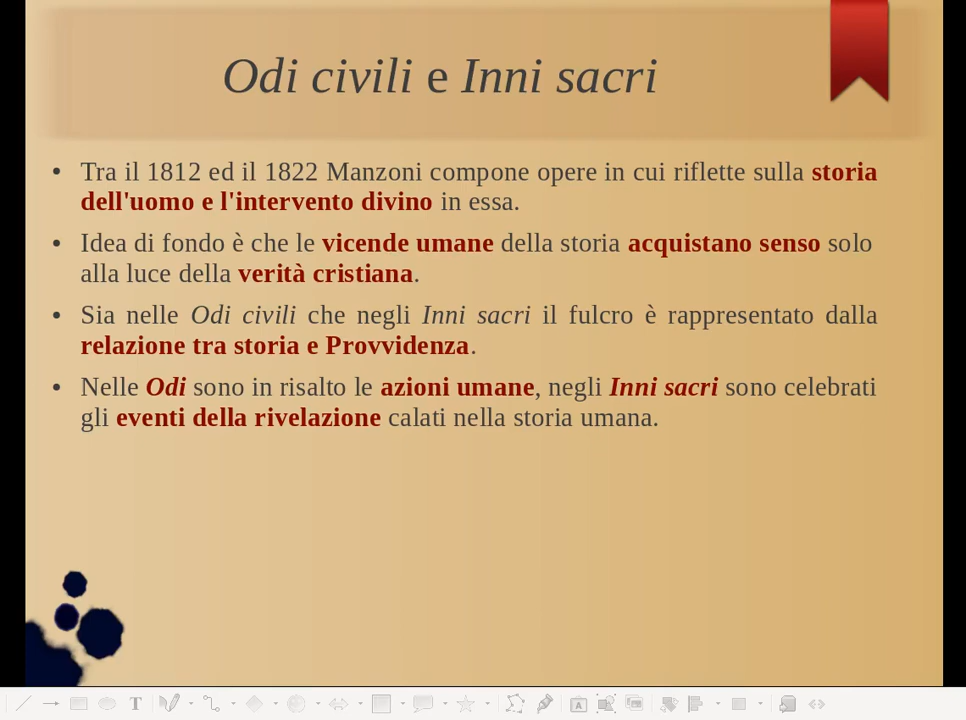 Odi civili e Inni sacri
• Tra il 1812 ed il 1822 Manzoni compone opere in cui riflette sulla storia
dell'uomo e l'intervento divino in essa.
• Idea di fondo è che le vicende umane della storia acquistano senso solo
alla luce della verità cristiana.
• Sia nelle Odi civili che negli Inni sacri il fulcro è rappresentato dalla
relazione tra storia e Provvidenza.
• Nelle Odi sono in risalto le azioni umane, negli Inni sacri sono celebrati
gli eventi della rivelazione calati nella storia umana.